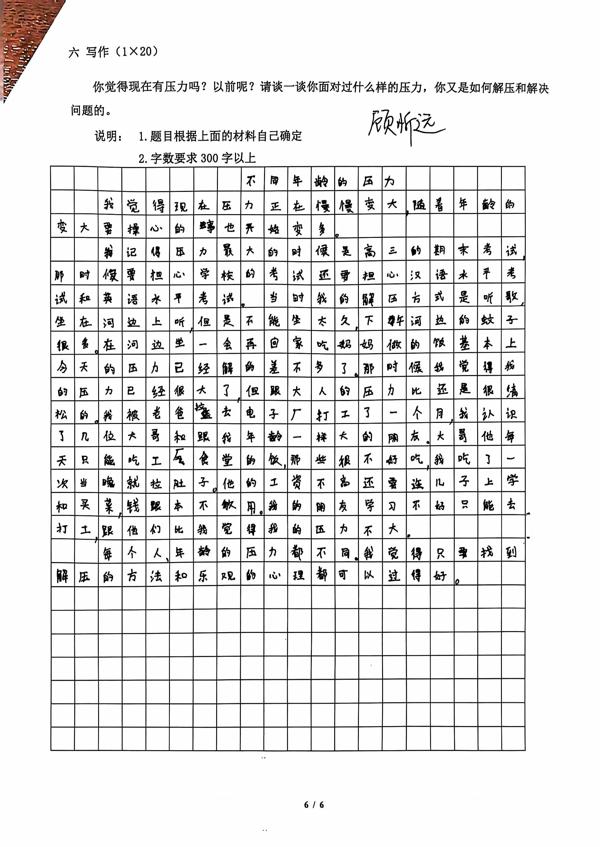 六 写作（1×20）
你觉得现在有压力吗？以前呢？请谈一谈你面对过什么样的压力，你又是如何解压和解决
问题的。
说明： 1.题目根据上面的材料自己确定
2.字数要求 300 字以上
顾忻远
不同年龄的压力
我觉得现在压力正在慢慢变大，随着年龄的
变大要操心的事也开始变多。
我记得压力最大的时候是高三的期末考试，
那时候要担心学校的考试还要担心汉语水平考
试和英语水平考试。当时我的解压方式是听歌，
坐在河边上听，但是不能坐太久，下午河边的蚊子
很多。在河边坐一会再回家吃妈妈做的饭基本上
今天的压力已经解的差不多了。那时候我觉得我
的压力已经很大了，但跟大人的压力比还是很轻
松的。我被老爸拉去电子厂打工了一个月，我认识
了几位大哥和跟我年龄一样大的朋友。大哥他每
天只能吃工厂食堂的饭，那些很不好吃，我吃了一
次当晚就拉肚子。他的工资不高还要连儿子上学
和买菜，钱跟本不够用。我的朋友学习不好只能去
打工，跟他们比我觉得我的压力不大。
每个人、年龄的压力都不同。我觉得只要找到
解压的方法和乐观的心理都可以过得好。
6 / 6